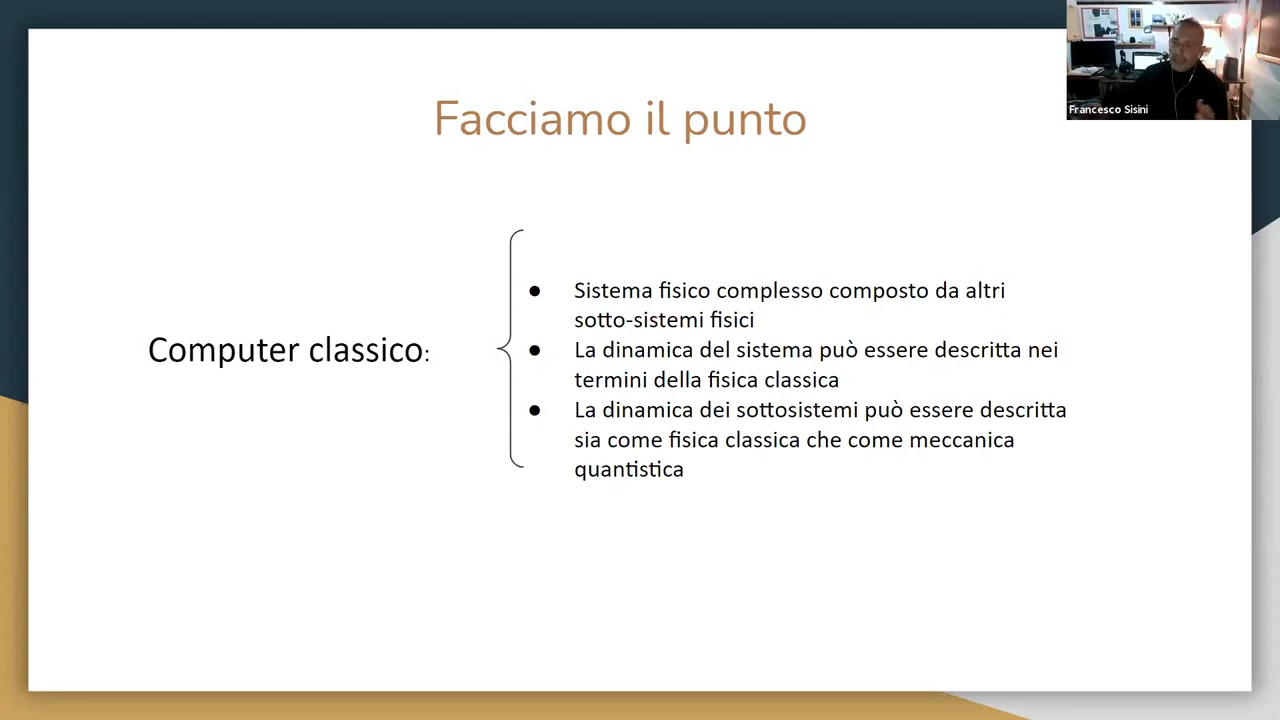 Francesco Sisini
Facciamo il punto
Computer classico:
● Sistema fisico complesso composto da altri
sotto-sistemi fisici
● La dinamica del sistema può essere descritta nei
termini della fisica classica
● La dinamica dei sottosistemi può essere descritta
sia come fisica classica che come meccanica
quantistica